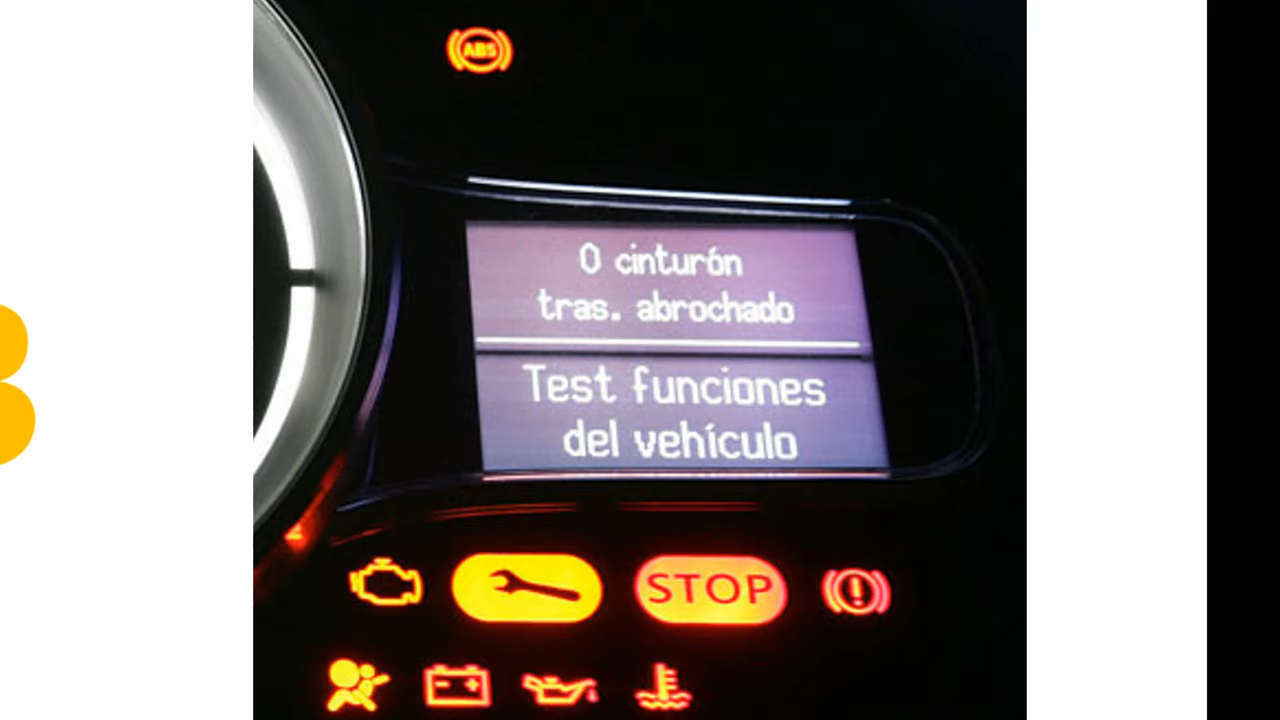 ABS
0 cinturón
tras. abrochado
Test funciones
del vehículo
STOP